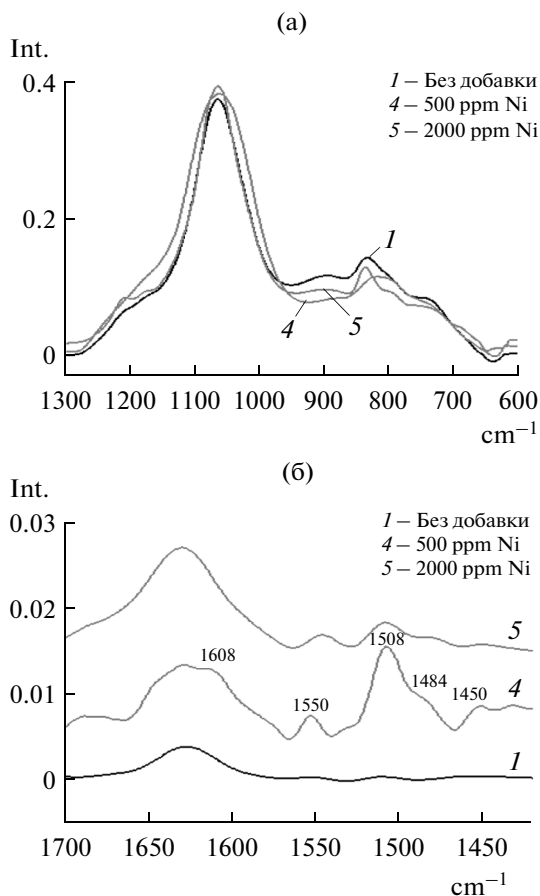 (а)
Int.
1 – Без добавки
4 – 500 ppm Ni
5 – 2000 ppm Ni
0.4
0.2
0
1
4
5
1300 1200 1100 1000 900 800 700 600
cm⁻¹
(б)
Int.
1 – Без добавки
4 – 500 ppm Ni
5 – 2000 ppm Ni
0.03
0.02
0.01
0
5
1508
1608
1484
4
1550
1450
1
1700 1650 1600 1550 1500 1450
cm⁻¹